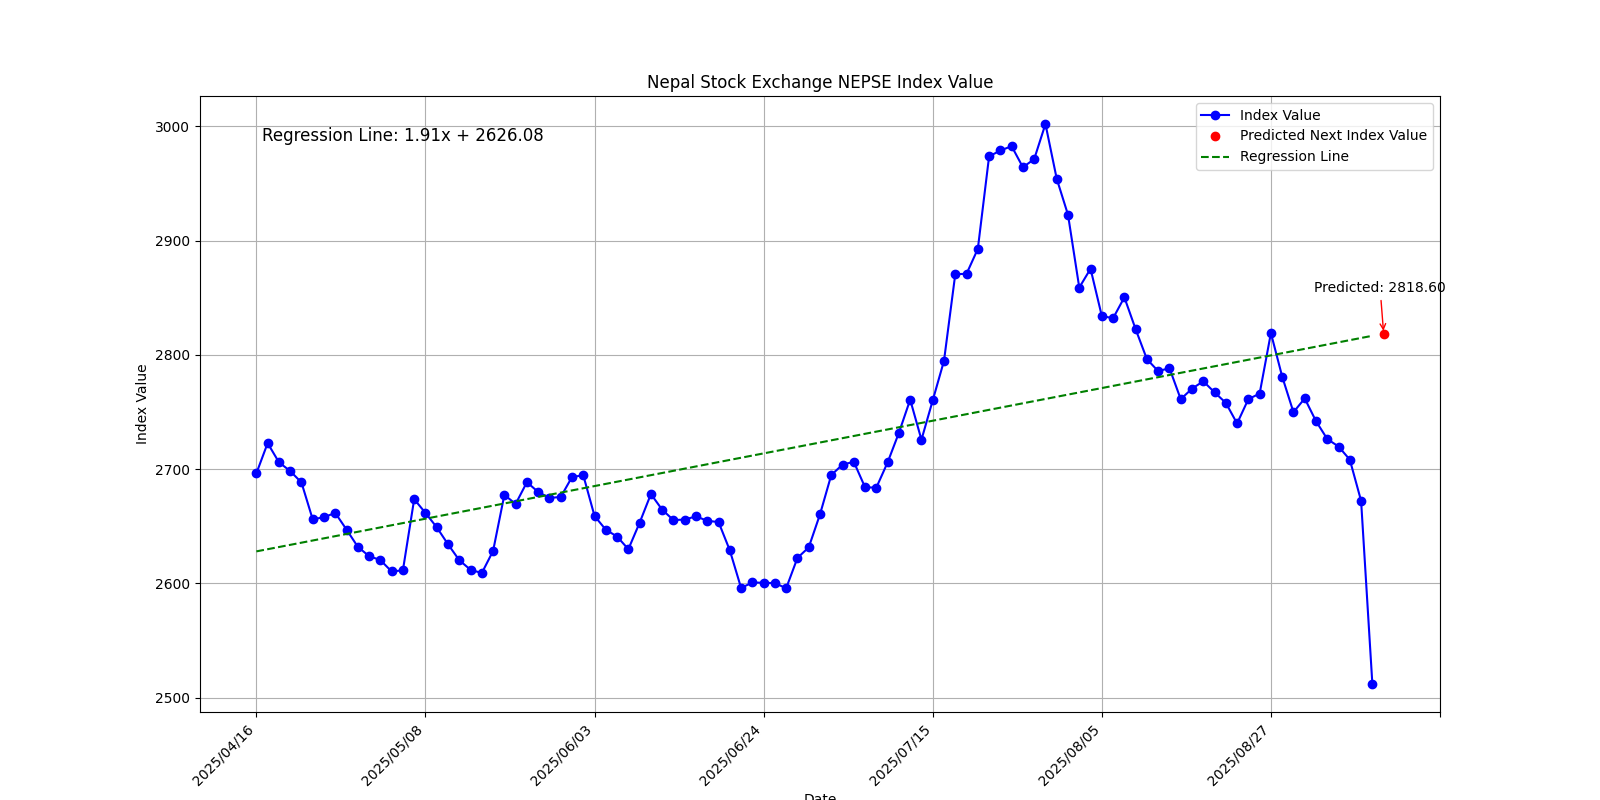 Nepal Stock Exchange NEPSE Index Value
Regression Line: 1.91x + 2626.08
Index Value
Predicted Next Index Value
Regression Line
Predicted: 2818.60
3000
2900
2800
2700
2600
2500
Index Value
2025/04/16
2025/05/08
2025/06/03
2025/06/24
2025/07/15
2025/08/05
2025/08/27
Date